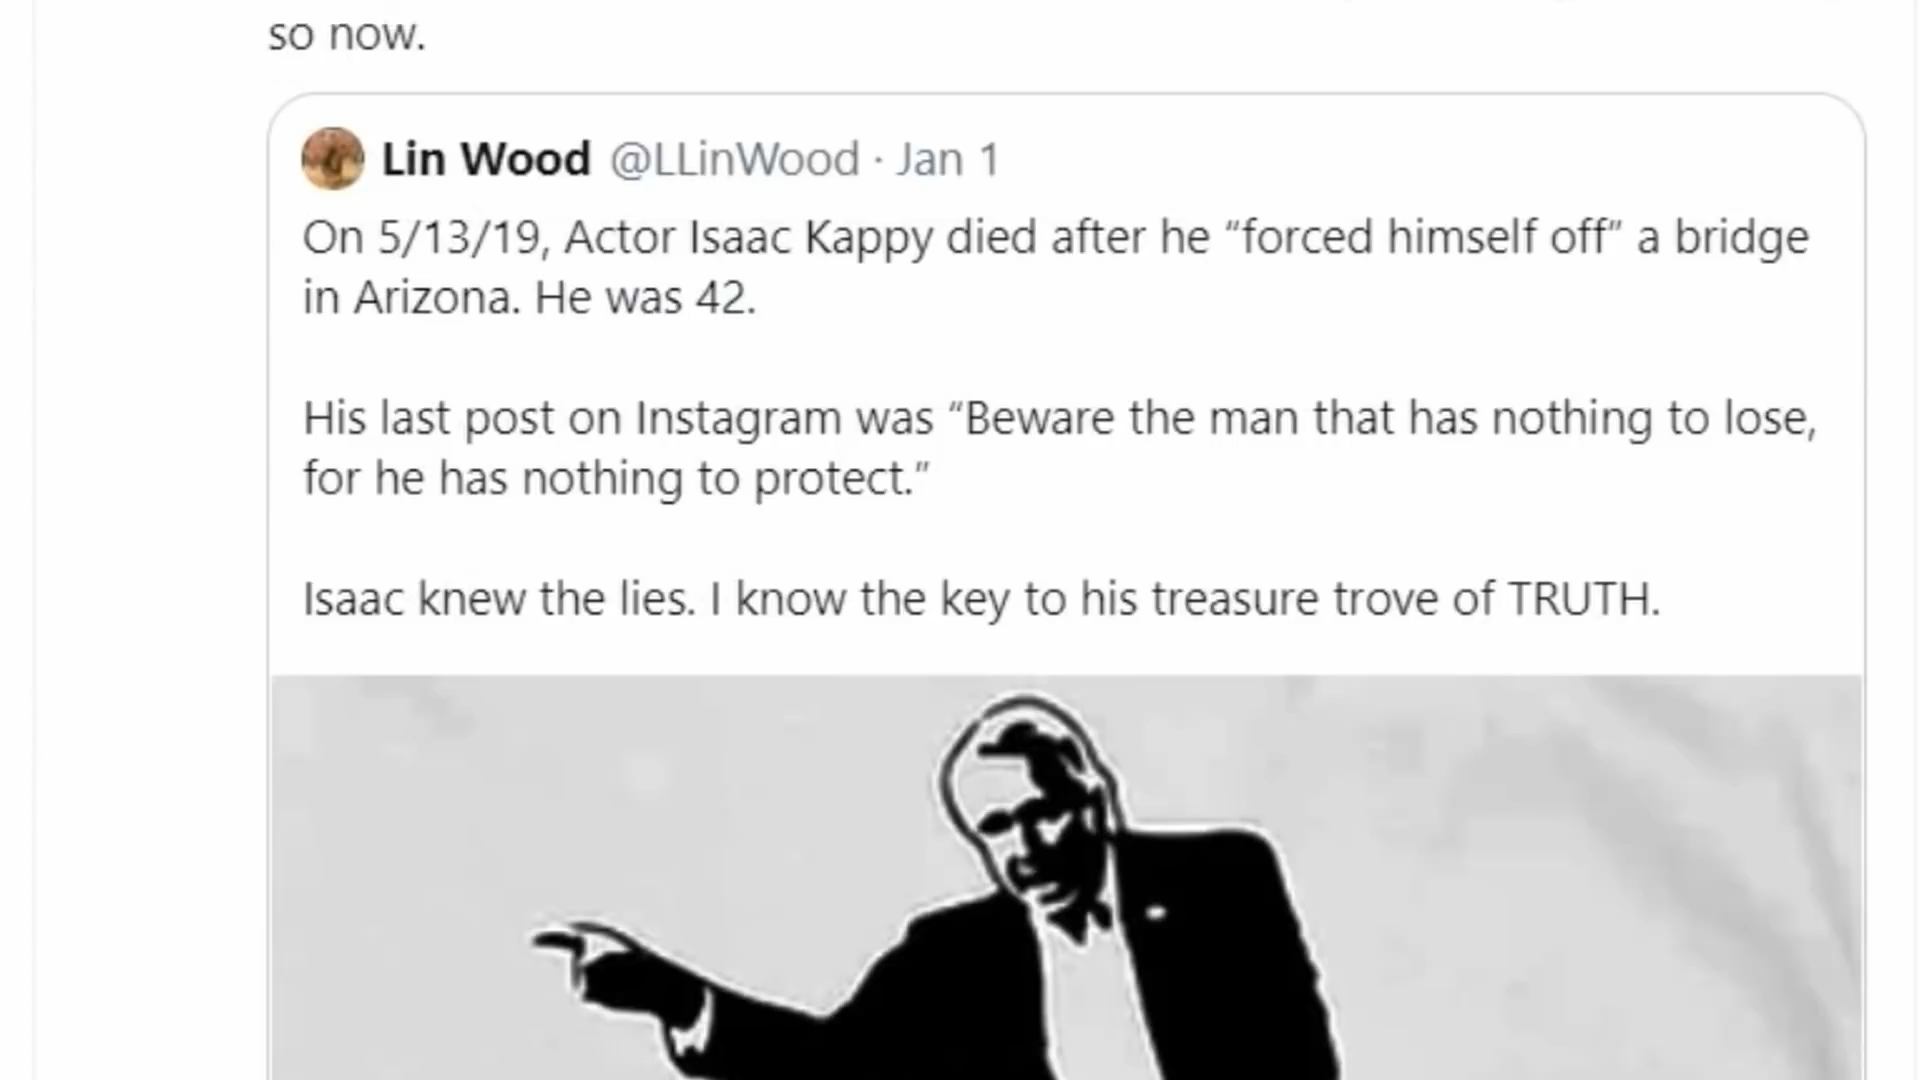 so now.
Lin Wood @LLinWood · Jan 1
On 5/13/19, Actor Isaac Kappy died after he “forced himself off” a bridge
in Arizona. He was 42.
His last post on Instagram was “Beware the man that has nothing to lose,
for he has nothing to protect.”
Isaac knew the lies. I know the key to his treasure trove of TRUTH.